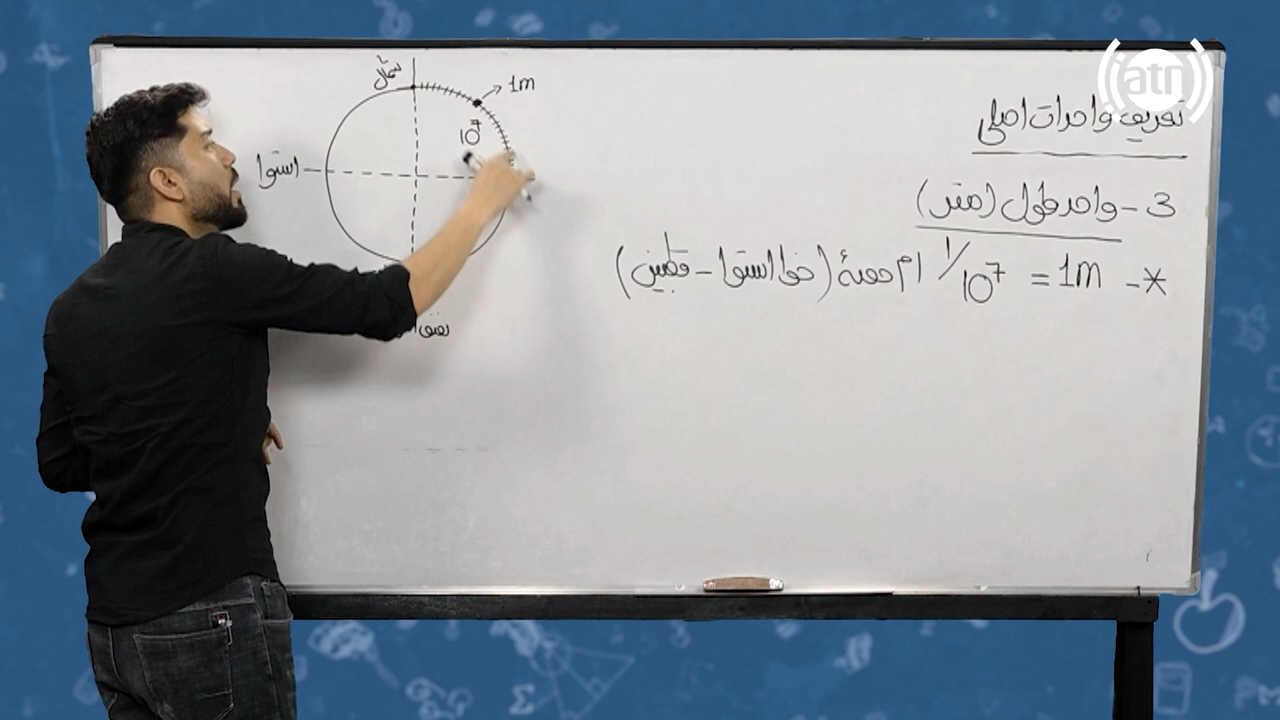 atn
تعریف واحدات اصلی
3 - واحد طول (متر)
*- 1m = 1/10⁷ ام حصهٔ (خط استوا - قطبین)
شمال
1m
10⁷
استوا